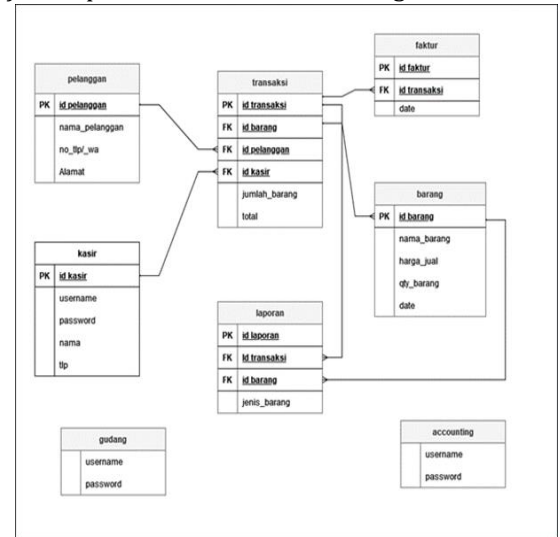 pelanggan
PK id pelanggan
nama_pelanggan
no_tlp/_wa
Alamat
transaksi
PK id transaksi
FK id barang
FK id pelanggan
FK id kasir
jumlah_barang
total
faktur
PK id faktur
FK id transaksi
date
barang
PK id barang
nama_barang
harga_jual
qty_barang
date
kasir
PK id kasir
username
password
nama
tlp
laporan
PK id laporan
FK Id transaksi
FK id barang
jenis_barang
gudang
username
password
accounting
username
password